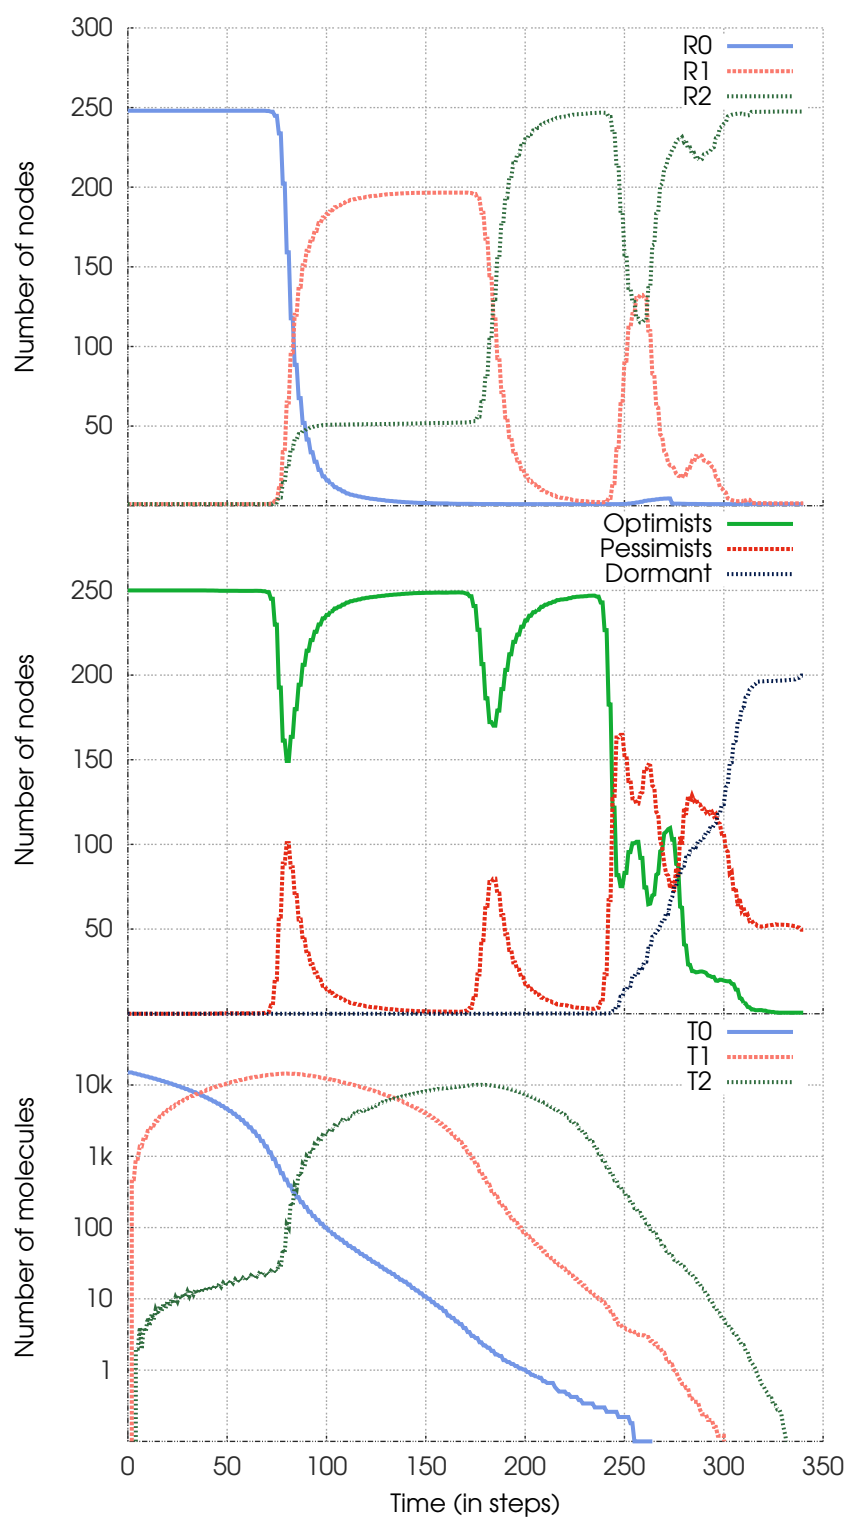 300
R0
R1
R2
250
200
150
100
50
Number of nodes
Optimists
Pessimists
Dormant
250
200
150
100
50
Number of nodes
T0
T1
T2
10k
1k
100
10
1
Number of molecules
0 50 100 150 200 250 300 350
Time (in steps)